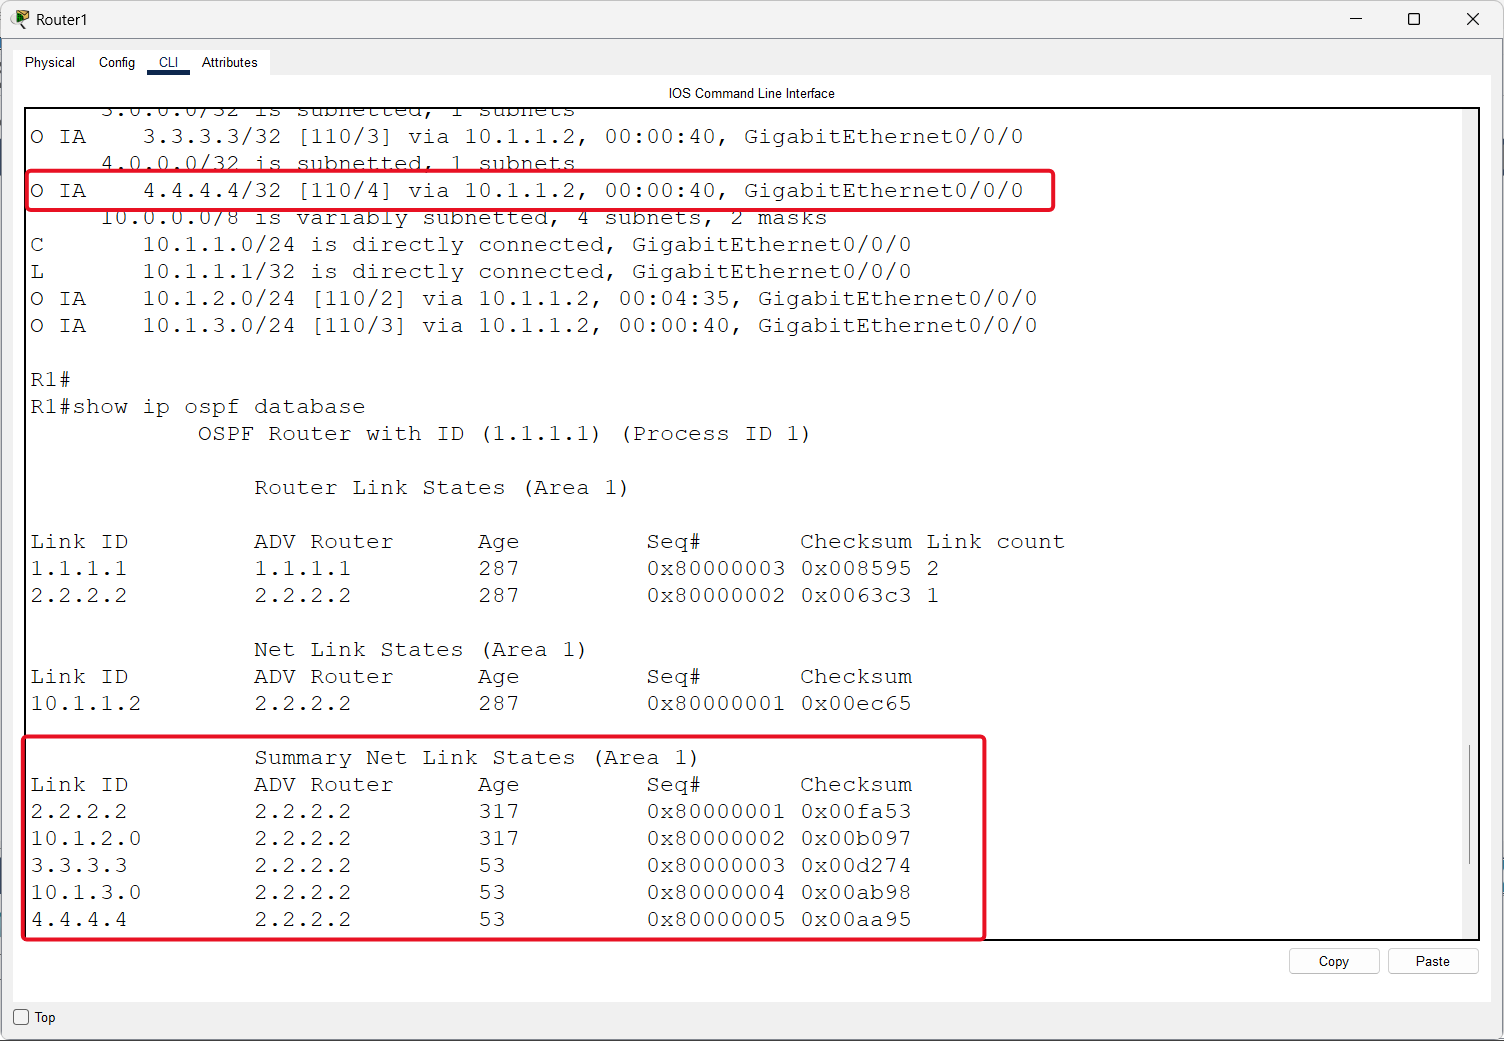 Router1
Physical Config CLI Attributes
IOS Command Line Interface
3.0.0.0/32 is subnetted, 1 subnets
O IA 3.3.3.3/32 [110/3] via 10.1.1.2, 00:00:40, GigabitEthernet0/0/0
4.0.0.0/32 is subnetted, 1 subnets
O IA 4.4.4.4/32 [110/4] via 10.1.1.2, 00:00:40, GigabitEthernet0/0/0
10.0.0.0/8 is variably subnetted, 4 subnets, 2 masks
C 10.1.1.0/24 is directly connected, GigabitEthernet0/0/0
L 10.1.1.1/32 is directly connected, GigabitEthernet0/0/0
O IA 10.1.2.0/24 [110/2] via 10.1.1.2, 00:04:35, GigabitEthernet0/0/0
O IA 10.1.3.0/24 [110/3] via 10.1.1.2, 00:00:40, GigabitEthernet0/0/0
R1#
R1#show ip ospf database
OSPF Router with ID (1.1.1.1) (Process ID 1)
Router Link States (Area 1)
Link ID ADV Router Age Seq# Checksum Link count
1.1.1.1 1.1.1.1 287 0x80000003 0x008595 2
2.2.2.2 2.2.2.2 287 0x80000002 0x0063c3 1
Net Link States (Area 1)
Link ID ADV Router Age Seq# Checksum
10.1.1.2 2.2.2.2 287 0x80000001 0x00ec65
Summary Net Link States (Area 1)
Link ID ADV Router Age Seq# Checksum
2.2.2.2 2.2.2.2 317 0x80000001 0x00fa53
10.1.2.0 2.2.2.2 317 0x80000002 0x00b097
3.3.3.3 2.2.2.2 53 0x80000003 0x00d274
10.1.3.0 2.2.2.2 53 0x80000004 0x00ab98
4.4.4.4 2.2.2.2 53 0x80000005 0x00aa95
Copy Paste
Top